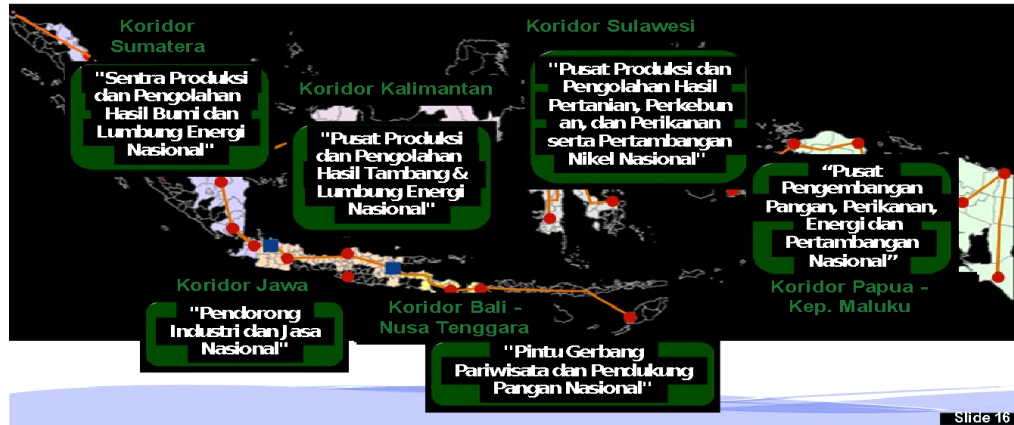 Koridor
Sumatera
"Sentra Produksi
dan Pengolahan
Hasil Bumi dan
Lumbung Energi
Nasional"
Koridor Kalimantan
"Pusat Produksi
dan Pengolahan
Hasil Tambang &
Lumbung Energi
Nasional"
Koridor Sulawesi
"Pusat Produksi dan
Pengolahan Hasil
Pertanian, Perkebun
an, dan Perikanan
serta Pertambangan
Nikel Nasional"
“Pusat
Pengembangan
Pangan, Perikanan,
Energi dan
Pertambangan
Nasional”
Koridor Papua -
Kep. Maluku
Koridor Jawa
"Pendorong
Industri dan Jasa
Nasional"
Koridor Bali -
Nusa Tenggara
"Pintu Gerbang
Pariwisata dan Pendukung
Pangan Nasional"
Slide 16